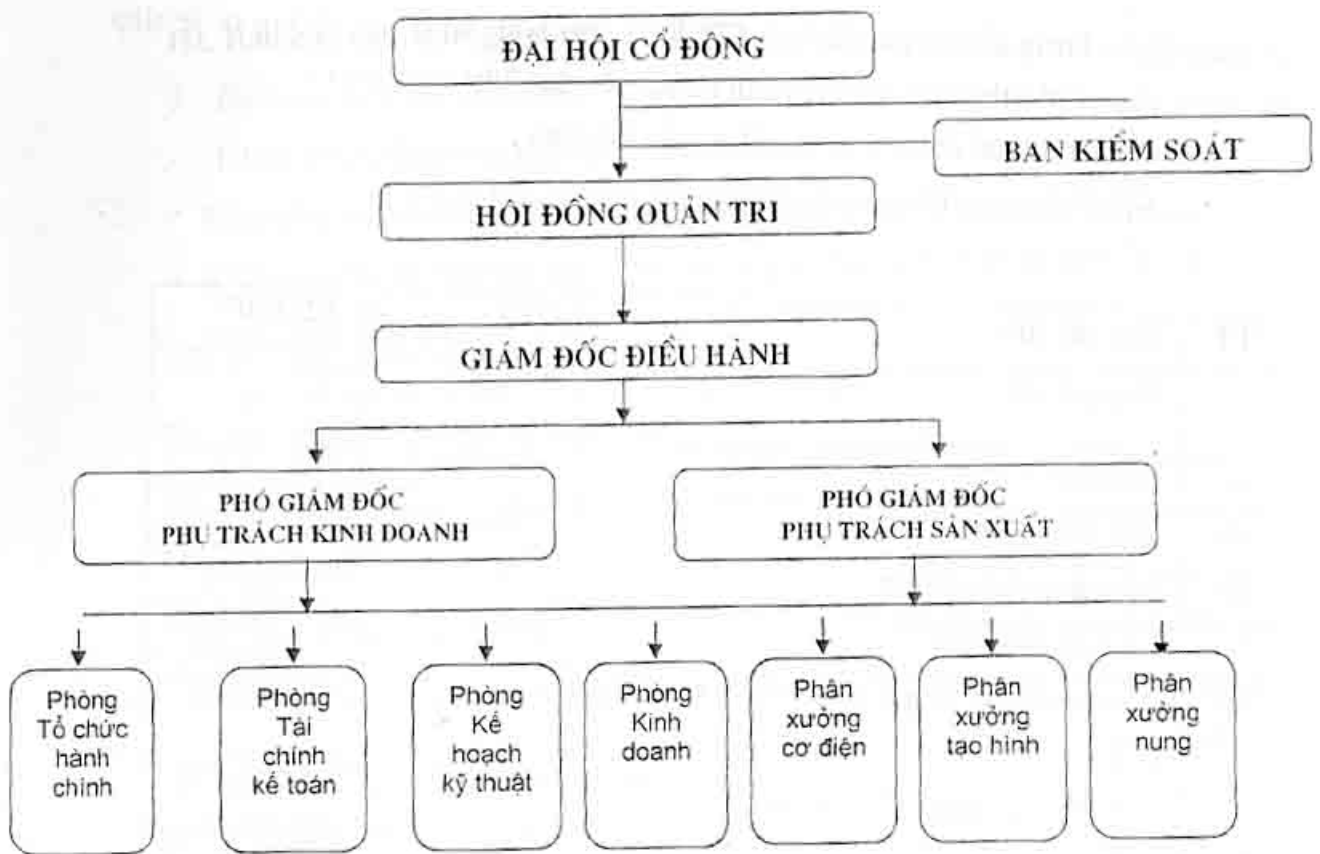 ĐẠI HỘI CỔ ĐÔNG
BAN KIỂM SOÁT
HÔI ĐỒNG QUẢN TRI
GIÁM ĐỐC ĐIỀU HÀNH
PHÓ GIÁM ĐỐC
PHỤ TRÁCH KINH DOANH
PHÓ GIÁM ĐỐC
PHỤ TRÁCH SẢN XUẤT
Phòng
Tổ chức
hành
chính
Phòng
Tài
chính
kế toán
Phòng
Kế
hoạch
kỹ thuật
Phòng
Kinh
doanh
Phân
xưởng
cơ điện
Phân
xưởng
tạo hình
Phân
xưởng
nung